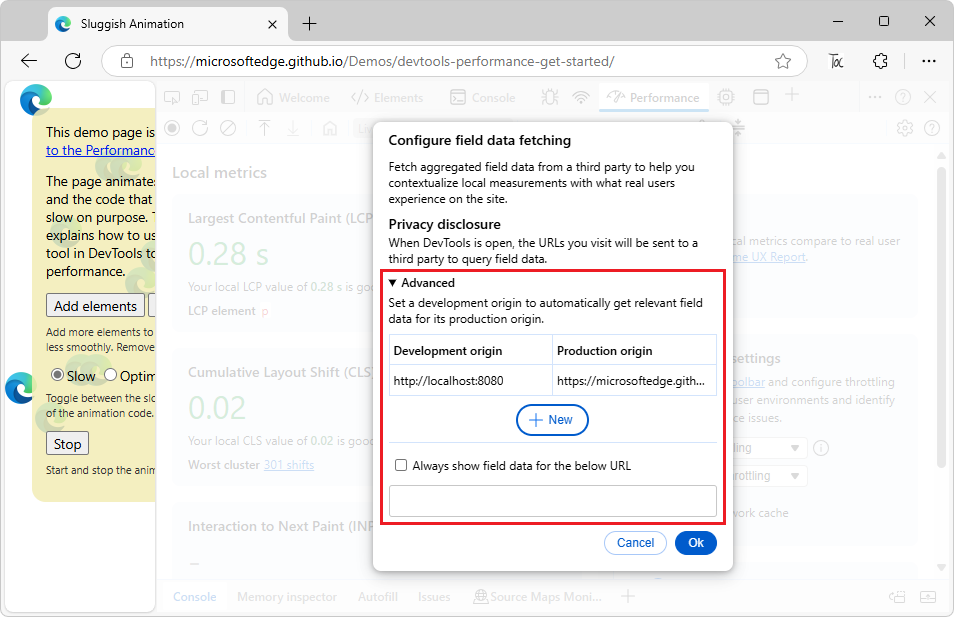 Sluggish Animation
https://microsoftedge.github.io/Demos/devtools-performance-get-started/
Welcome
Elements
Console
Performance
This demo page is
to the Performanc
The page animate
and the code that
slow on purpose. T
explains how to us
tool in DevTools to
performance.
Add elements
Add more elements to
less smoothly. Remove
Slow
Optim
Toggle between the slo
of the animation code.
Stop
Start and stop the anim
Local metrics
Largest Contentful Paint (LCP
0.28 s
Your local LCP value of 0.28 s is goo
LCP element p
Cumulative Layout Shift (CLS
0.02
Your local CLS value of 0.02 is good
Worst cluster 301 shifts
Interaction to Next Paint (INP
–
Configure field data fetching
Fetch aggregated field data from a third party to help you
contextualize local measurements with what real users
experience on the site.
Privacy disclosure
When DevTools is open, the URLs you visit will be sent to a
third party to query field data.
▼ Advanced
Set a development origin to automatically get relevant field
data for its production origin.
Development origin
Production origin
http://localhost:8080
https://microsoftedge.gith...
+ New
Always show field data for the below URL
Cancel
Ok
cal metrics compare to real user
me UX Report.
settings
oolbar and configure throttling
user environments and identify
ce issues.
ling
rottling
work cache
Console
Memory inspector
Autofill
Issues
Source Maps Moni...